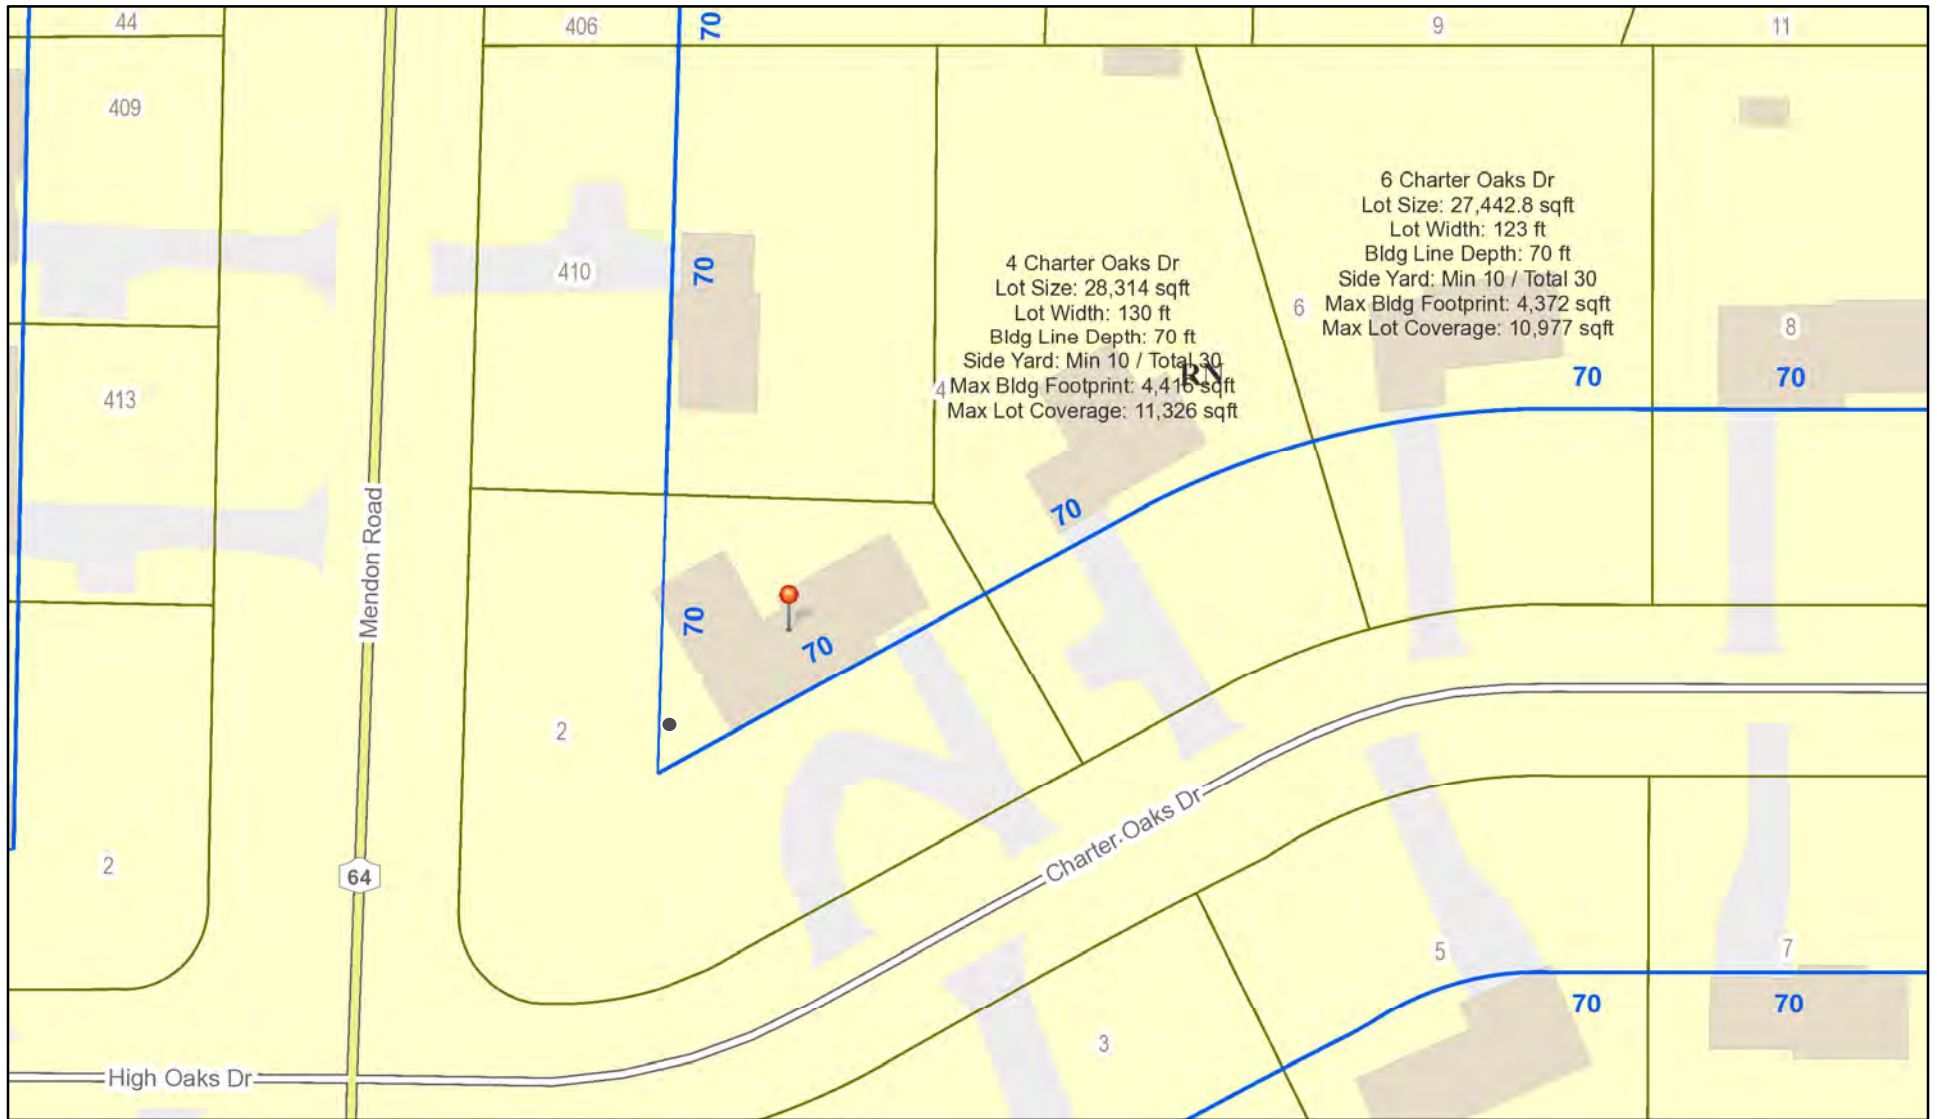 44
406
70
9
11
409
6 Charter Oaks Dr
Lot Size: 27,442.8 sqft
Lot Width: 123 ft
Bldg Line Depth: 70 ft
Side Yard: Min 10 / Total 30
Max Bldg Footprint: 4,372 sqft
Max Lot Coverage: 10,977 sqft
4 Charter Oaks Dr
Lot Size: 28,314 sqft
Lot Width: 130 ft
Bldg Line Depth: 70 ft
Side Yard: Min 10 / Total 30
Max Bldg Footprint: 4,416 sqft
Max Lot Coverage: 11,326 sqft
RN
410
70
6
8
70
70
4
413
70
Mendon Road
70
70
2
2
64
Charter Oaks Dr
5
7
70
70
3
High Oaks Dr